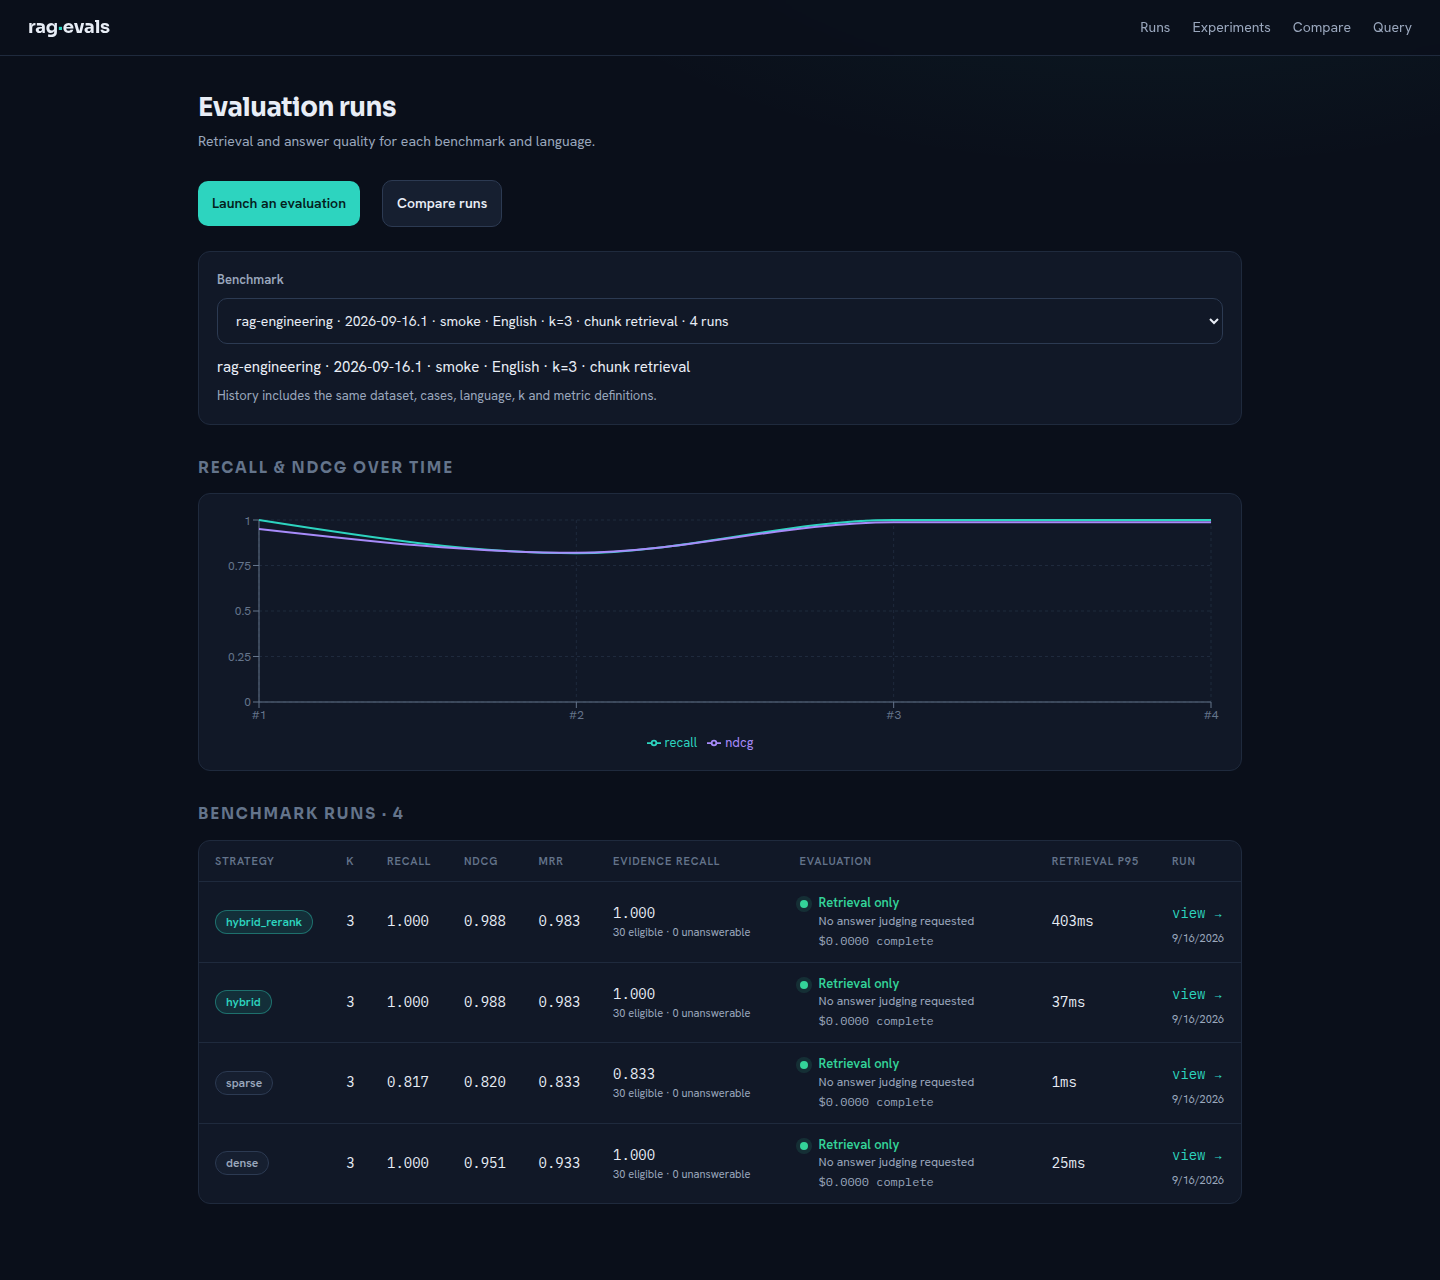 rag·evals
Runs Experiments Compare Query
Evaluation runs
Retrieval and answer quality for each benchmark and language.
Launch an evaluation Compare runs
Benchmark
rag-engineering · 2026-09-16.1 · smoke · English · k=3 · chunk retrieval · 4 runs
rag-engineering · 2026-09-16.1 · smoke · English · k=3 · chunk retrieval
History includes the same dataset, cases, language, k and metric definitions.
RECALL & NDCG OVER TIME
1
0.75
0.5
0.25
0
#1 #2 #3 #4
recall ndcg
BENCHMARK RUNS · 4
STRATEGY K RECALL NDCG MRR EVIDENCE RECALL EVALUATION RETRIEVAL P95 RUN
hybrid_rerank 3 1.000 0.988 0.983 1.000 Retrieval only 403ms view →
30 eligible · 0 unanswerable No answer judging requested 9/16/2026
$0.0000 complete
hybrid 3 1.000 0.988 0.983 1.000 Retrieval only 37ms view →
30 eligible · 0 unanswerable No answer judging requested 9/16/2026
$0.0000 complete
sparse 3 0.817 0.820 0.833 0.833 Retrieval only 1ms view →
30 eligible · 0 unanswerable No answer judging requested 9/16/2026
$0.0000 complete
dense 3 1.000 0.951 0.933 1.000 Retrieval only 25ms view →
30 eligible · 0 unanswerable No answer judging requested 9/16/2026
$0.0000 complete